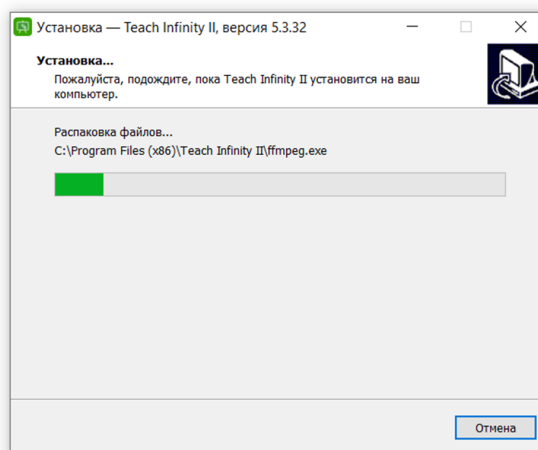 Установка — Teach Infinity II, версия 5.3.32
Установка...
Пожалуйста, подождите, пока Teach Infinity II установится на ваш
компьютер.
Распаковка файлов...
C:\Program Files (x86)\Teach Infinity II\ffmpeg.exe
Отмена